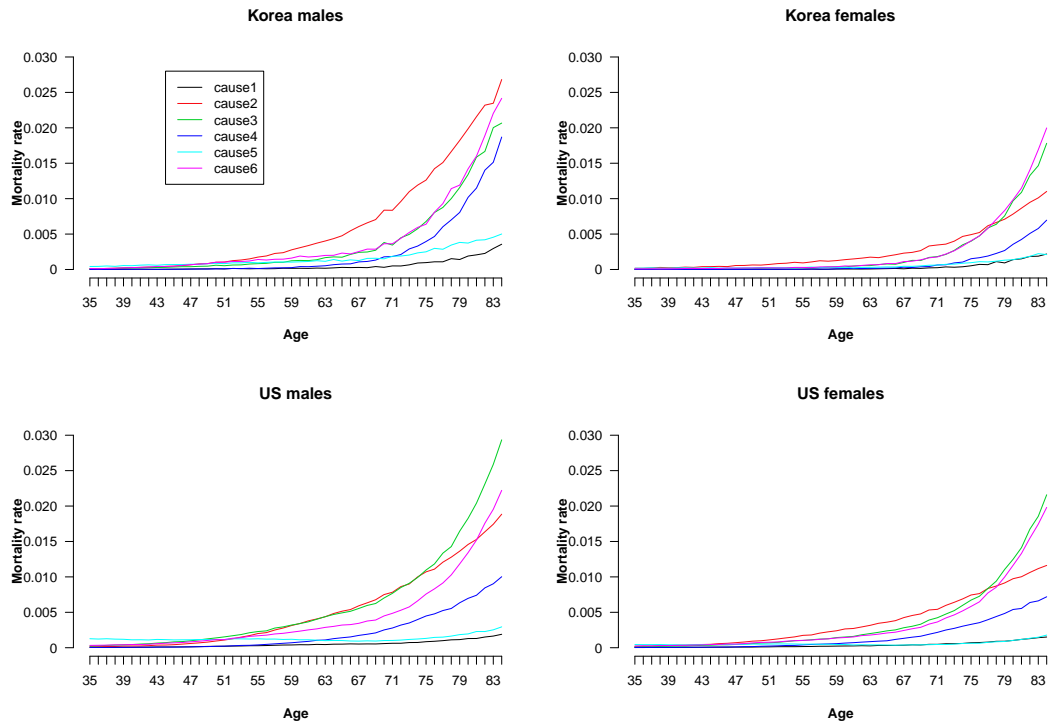 Korea males
Mortality rate
0.030
0.025
0.020
0.015
0.010
0.005
0
cause1
cause2
cause3
cause4
cause5
cause6
35 39 43 47 51 55 59 63 67 71 75 79 83
Age
Korea females
Mortality rate
0.030
0.025
0.020
0.015
0.010
0.005
0
35 39 43 47 51 55 59 63 67 71 75 79 83
Age
US males
Mortality rate
0.030
0.025
0.020
0.015
0.010
0.005
0
35 39 43 47 51 55 59 63 67 71 75 79 83
Age
US females
Mortality rate
0.030
0.025
0.020
0.015
0.010
0.005
0
35 39 43 47 51 55 59 63 67 71 75 79 83
Age